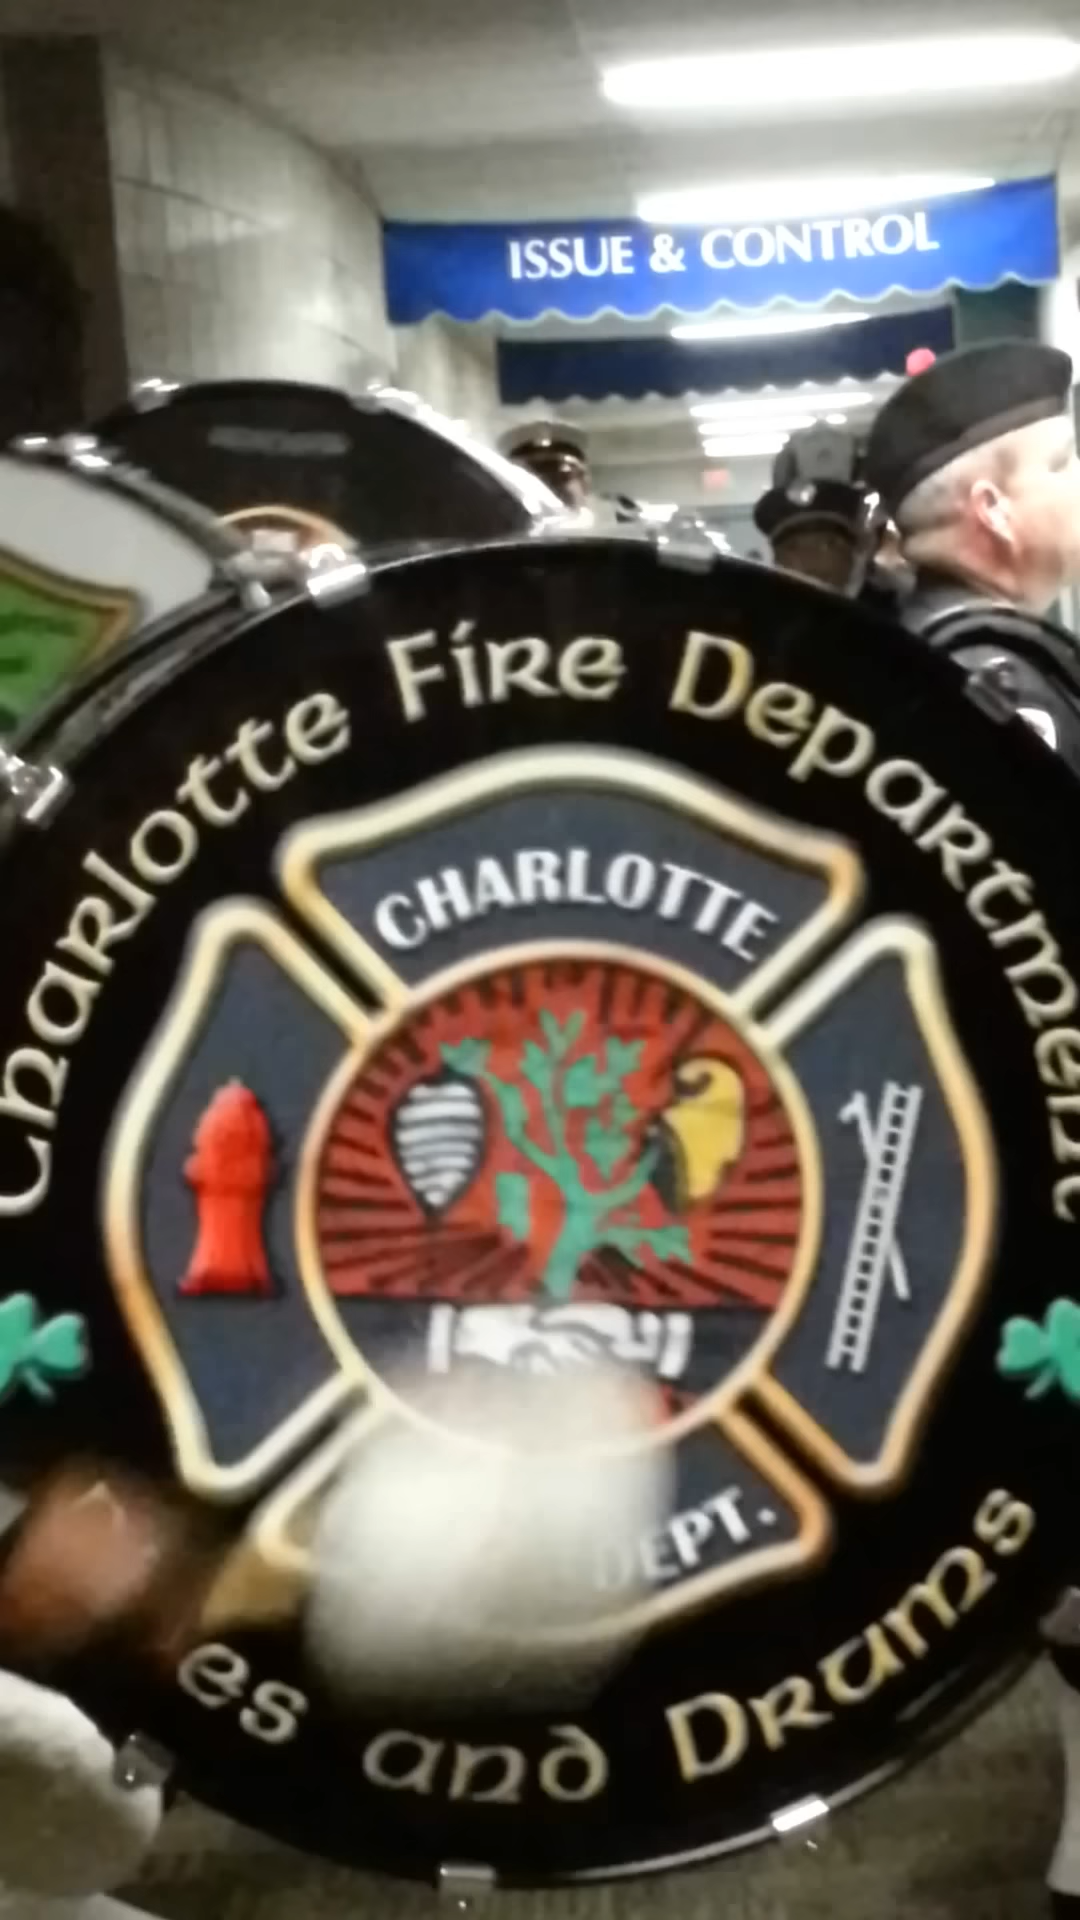 ISSUE & CONTROL
Charlotte Fire Department
CHARLOTTE
DEPT.
es and Drums